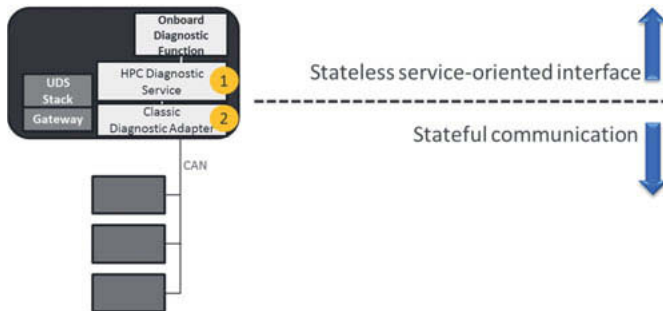 Onboard
Diagnostic
Function
HPC Diagnostic
Service
1
UDS
Stack
Gateway
Classic
Diagnostic Adapter
2
CAN
Stateless service-oriented interface
Stateful communication